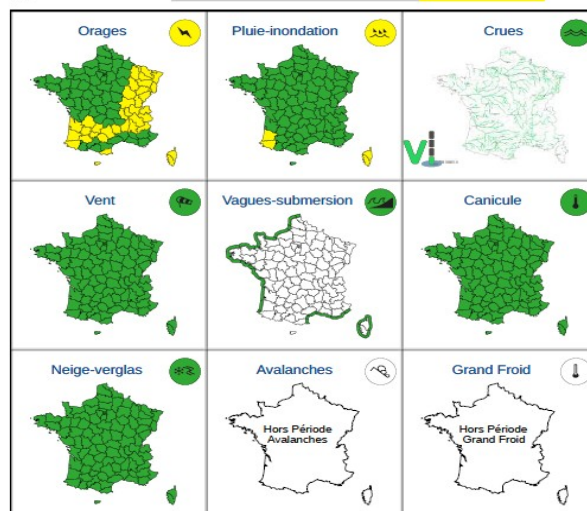 Orages
Pluie-inondation
Crues
Vi
Vent
Vagues-submersion
Canicule
Neige-verglas
Avalanches
Grand Froid
Hors Période
Avalanches
Hors Période
Grand Froid